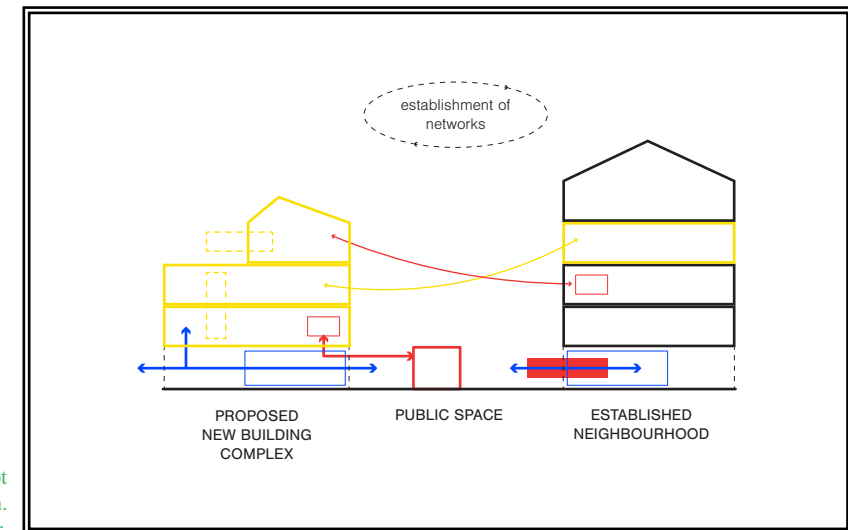 establishment of
networks
PROPOSED
NEW BUILDING
COMPLEX
PUBLIC SPACE
ESTABLISHED
NEIGHBOURHOOD